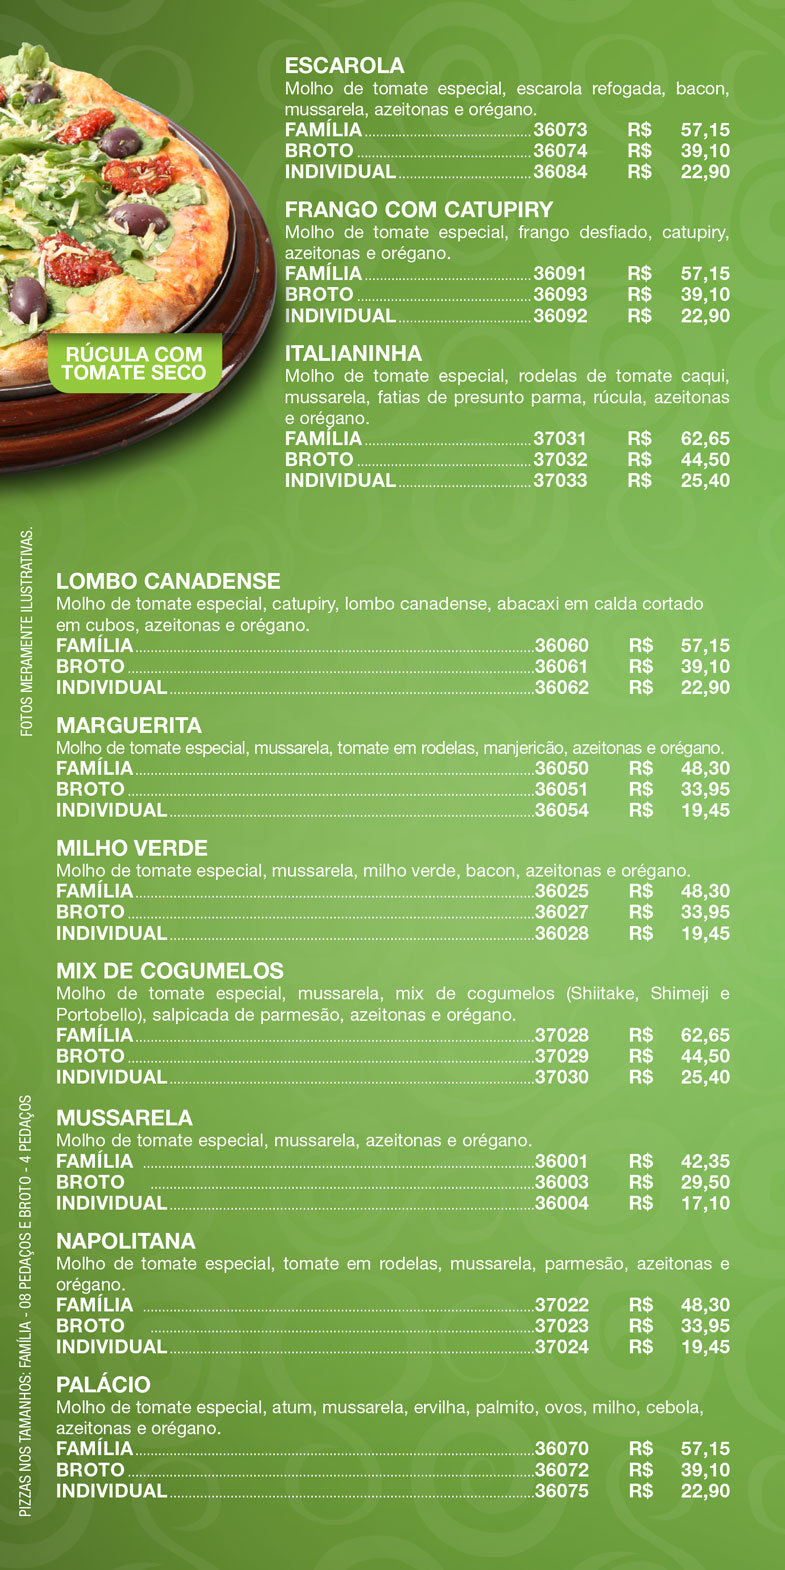 ESCAROLA
Molho de tomate especial, escarola refogada, bacon,
mussarela, azeitonas e orégano.
FAMÍLIA 36073 R$ 57,15
BROTO 36074 R$ 39,10
INDIVIDUAL 36084 R$ 22,90
FRANGO COM CATUPIRY
Molho de tomate especial, frango desfiado, catupiry,
azeitonas e orégano.
FAMÍLIA 36091 R$ 57,15
BROTO 36093 R$ 39,10
INDIVIDUAL 36092 R$ 22,90
RÚCULA COM
TOMATE SECO
ITALIANINHA
Molho de tomate especial, rodelas de tomate caqui,
mussarela, fatias de presunto parma, rúcula, azeitonas
e orégano.
FAMÍLIA 37031 R$ 62,65
BROTO 37032 R$ 44,50
INDIVIDUAL 37033 R$ 25,40
FOTOS MERAMENTE ILUSTRATIVAS.
LOMBO CANADENSE
Molho de tomate especial, catupiry, lombo canadense, abacaxi em calda cortado
em cubos, azeitonas e orégano.
FAMÍLIA 36060 R$ 57,15
BROTO 36061 R$ 39,10
INDIVIDUAL 36062 R$ 22,90
MARGUERITA
Molho de tomate especial, mussarela, tomate em rodelas, manjericão, azeitonas e orégano.
FAMÍLIA 36050 R$ 48,30
BROTO 36051 R$ 33,95
INDIVIDUAL 36054 R$ 19,45
MILHO VERDE
Molho de tomate especial, mussarela, milho verde, bacon, azeitonas e orégano.
FAMÍLIA 36025 R$ 48,30
BROTO 36027 R$ 33,95
INDIVIDUAL 36028 R$ 19,45
MIX DE COGUMELOS
Molho de tomate especial, mussarela, mix de cogumelos (Shiitake, Shimeji e
Portobello), salpicada de parmesão, azeitonas e orégano.
FAMÍLIA 37028 R$ 62,65
BROTO 37029 R$ 44,50
INDIVIDUAL 37030 R$ 25,40
MUSSARELA
Molho de tomate especial, mussarela, azeitonas e orégano.
FAMÍLIA 36001 R$ 42,35
BROTO 36003 R$ 29,50
INDIVIDUAL 36004 R$ 17,10
NAPOLITANA
Molho de tomate especial, tomate em rodelas, mussarela, parmesão, azeitonas e
orégano.
FAMÍLIA 37022 R$ 48,30
BROTO 37023 R$ 33,95
INDIVIDUAL 37024 R$ 19,45
PALÁCIO
Molho de tomate especial, atum, mussarela, ervilha, palmito, ovos, milho, cebola,
azeitonas e orégano.
FAMÍLIA 36070 R$ 57,15
BROTO 36072 R$ 39,10
INDIVIDUAL 36075 R$ 22,90
PIZZAS NOS TAMANHOS: FAMÍLIA - 08 PEDAÇOS E BROTO - 4 PEDAÇOS